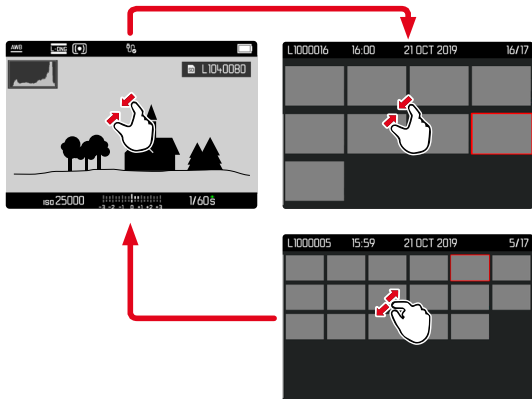 AWB L-DNG
L1040080
ISO 25000 -3 -2 -1 0 +1 +2 +3 1/60s
L1000016 16:00 21 OCT 2019 16/17
L1000005 15:59 21 OCT 2019 5/17